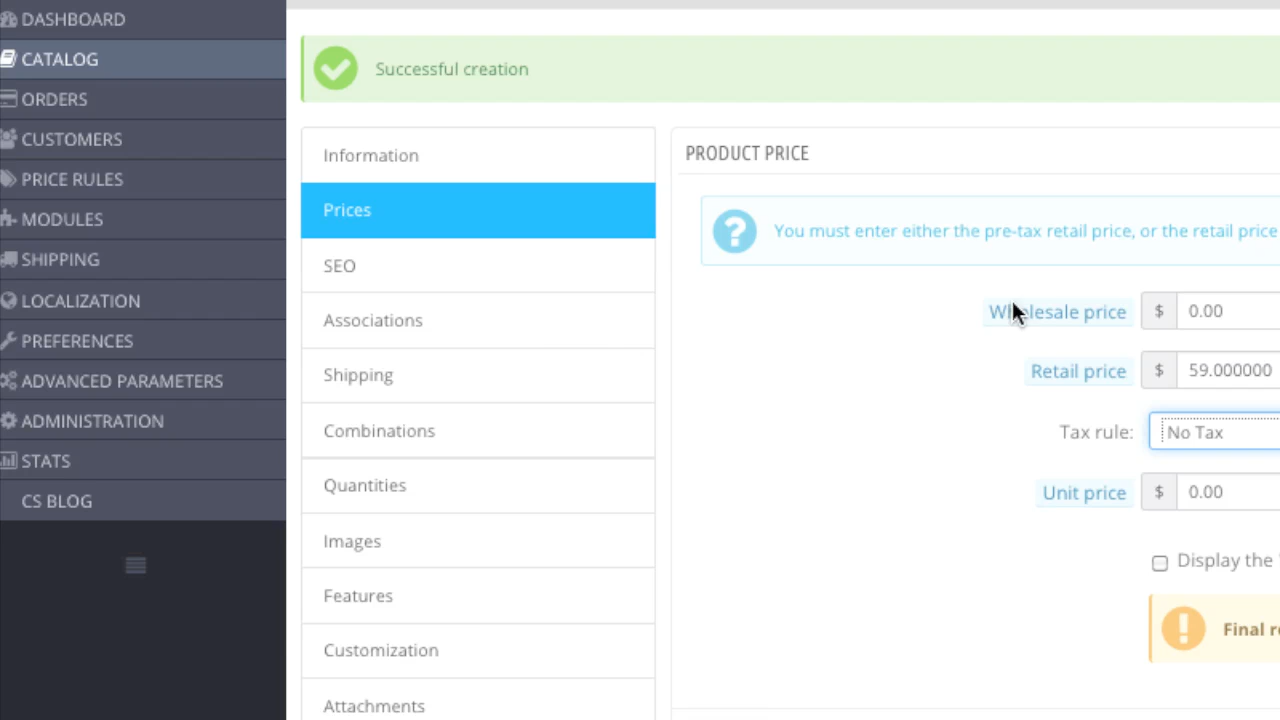 DASHBOARD
CATALOG
ORDERS
CUSTOMERS
PRICE RULES
MODULES
SHIPPING
LOCALIZATION
PREFERENCES
ADVANCED PARAMETERS
ADMINISTRATION
STATS
CS BLOG
Successful creation
Information
Prices
SEO
Associations
Shipping
Combinations
Quantities
Images
Features
Customization
Attachments
PRODUCT PRICE
You must enter either the pre-tax retail price, or the retail price
Wholesale price $ 0.00
Retail price $ 59.000000
Tax rule: No Tax
Unit price $ 0.00
Display the
Final